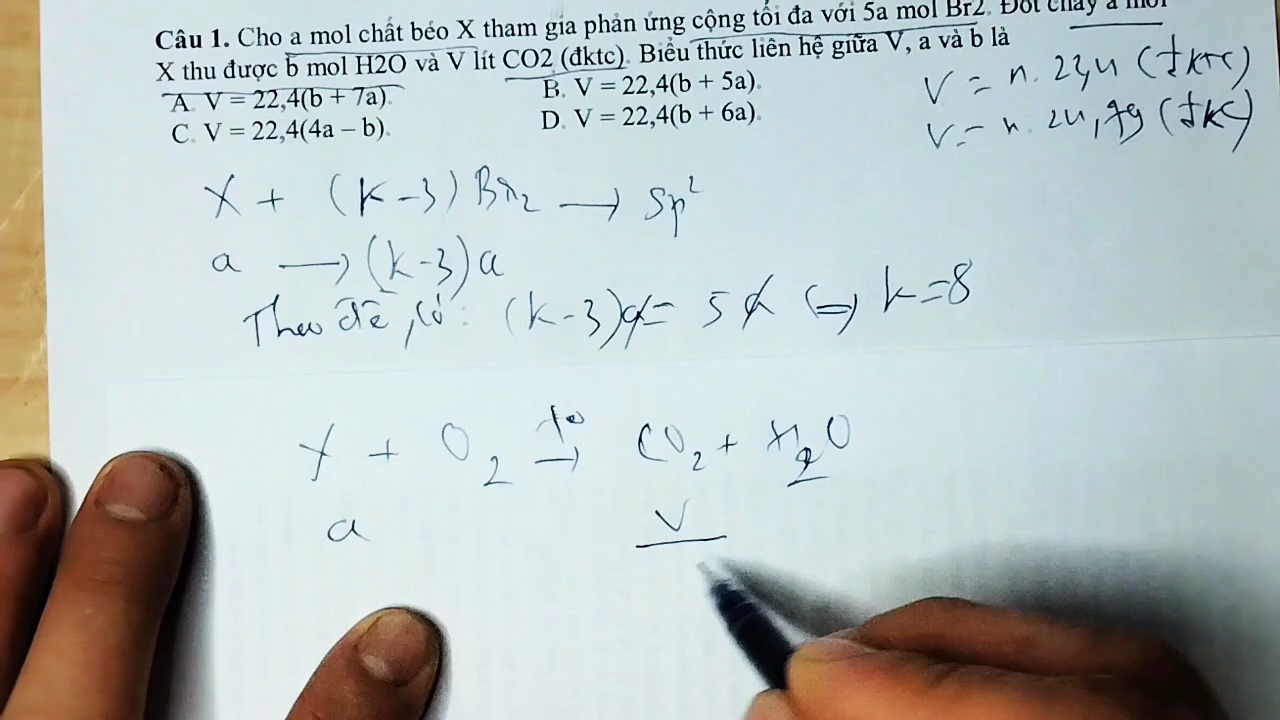 Câu 1. Cho a mol chất béo X tham gia phản ứng cộng tối đa với 5a mol Br2. Đốt cháy a mol
X thu được b mol H2O và V lít CO2 (đktc). Biểu thức liên hệ giữa V, a và b là
A. V = 22,4(b + 7a). B. V = 22,4(b + 5a).
C. V = 22,4(4a – b). D. V = 22,4(b + 6a).
V = n. 22,4 (đktc)
V = n. 24,79 (đkc)
X + (k-3) Br2 → Sp²
a → (k-3)a
Theo đề, có: (k-3)a = 5a ⇔ k=8
X + O2 t° → CO2 + H2O
a V